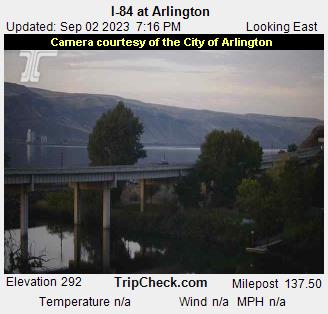 I-84 at Arlington
Updated: Sep 02 2023 7:16 PM Looking East
Camera courtesy of the City of Arlington
Elevation 292 TripCheck.com Milepost 137.50
Temperature n/a Wind n/a MPH n/a